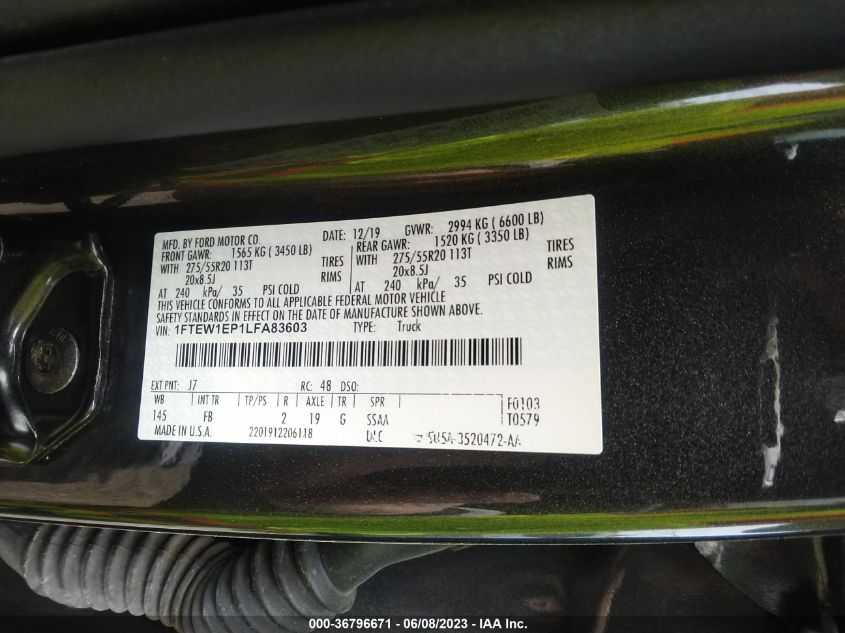 MFD. BY FORD MOTOR CO. DATE: 12/19 GVWR: 2994 KG ( 6600 LB)
FRONT GAWR: 1565 KG ( 3450 LB) REAR GAWR: 1520 KG ( 3350 LB)
WITH 275/55R20 113T TIRES WITH 275/55R20 113T TIRES
20x8.5J RIMS 20x8.5J RIMS
AT 240 kPa/ 35 PSI COLD AT 240 kPa/ 35 PSI COLD
THIS VEHICLE CONFORMS TO ALL APPLICABLE FEDERAL MOTOR VEHICLE
SAFETY STANDARDS IN EFFECT ON THE DATE OF MANUFACTURE SHOWN ABOVE.
VIN: 1FTEW1EP1LFA83603 TYPE: Truck
EXT PNT: J7 RC: 48 DSO:
WB INT TR TP/PS R AXLE TR SPR F0103
145 FB 2 19 G SSAA T0579
MADE IN U.S.A. 2201912206118
000-36796671 - 06/08/2023 - IAA Inc.